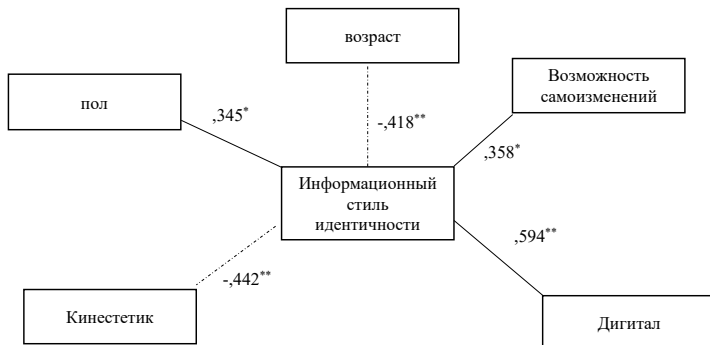 возраст
Возможность
самоизменений
пол
,345*
-,418**
,358*
Информационный
стиль
идентичности
,594**
-,442**
Кинестетик
Дигитал